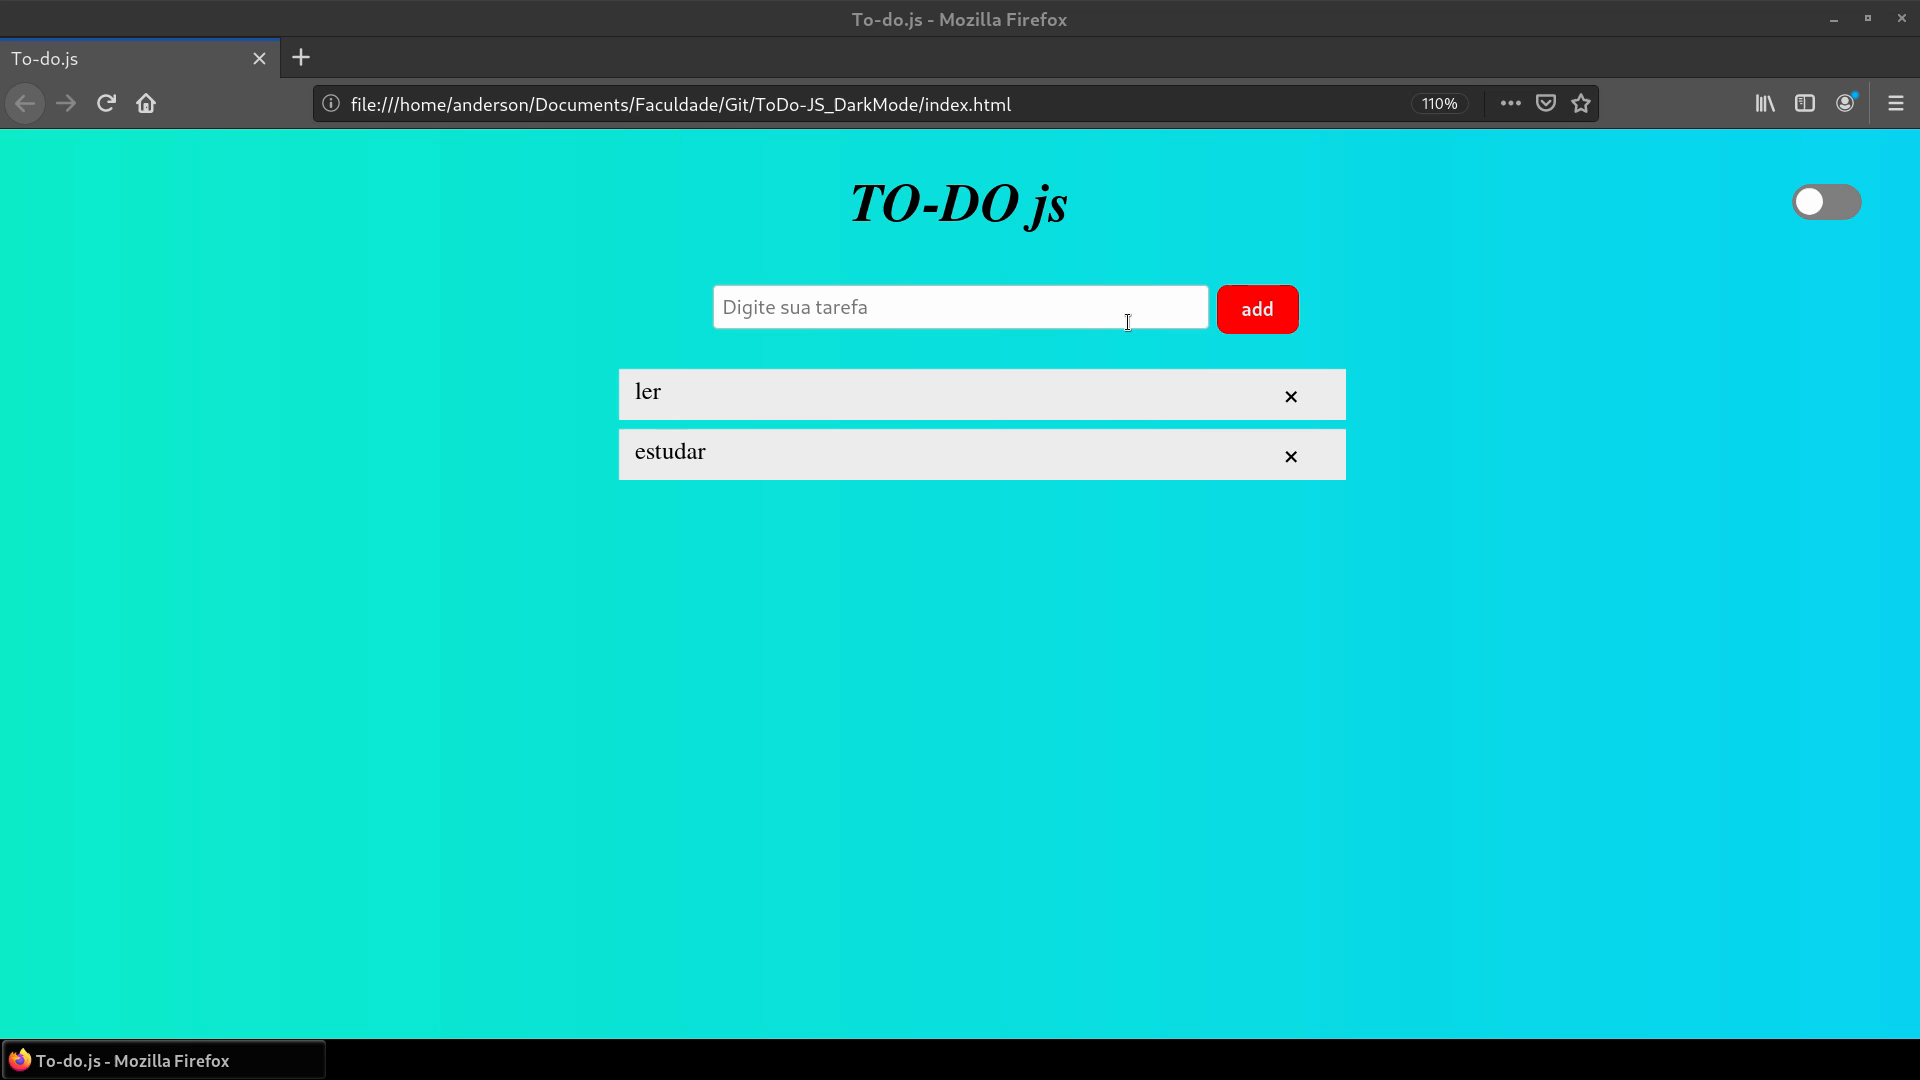 To-do.js - Mozilla Firefox
To-do.js
file:///home/anderson/Documents/Faculdade/Git/ToDo-JS_DarkMode/index.html
110%
TO-DO js
Digite sua tarefa
add
ler
estudar
To-do.js - Mozilla Firefox